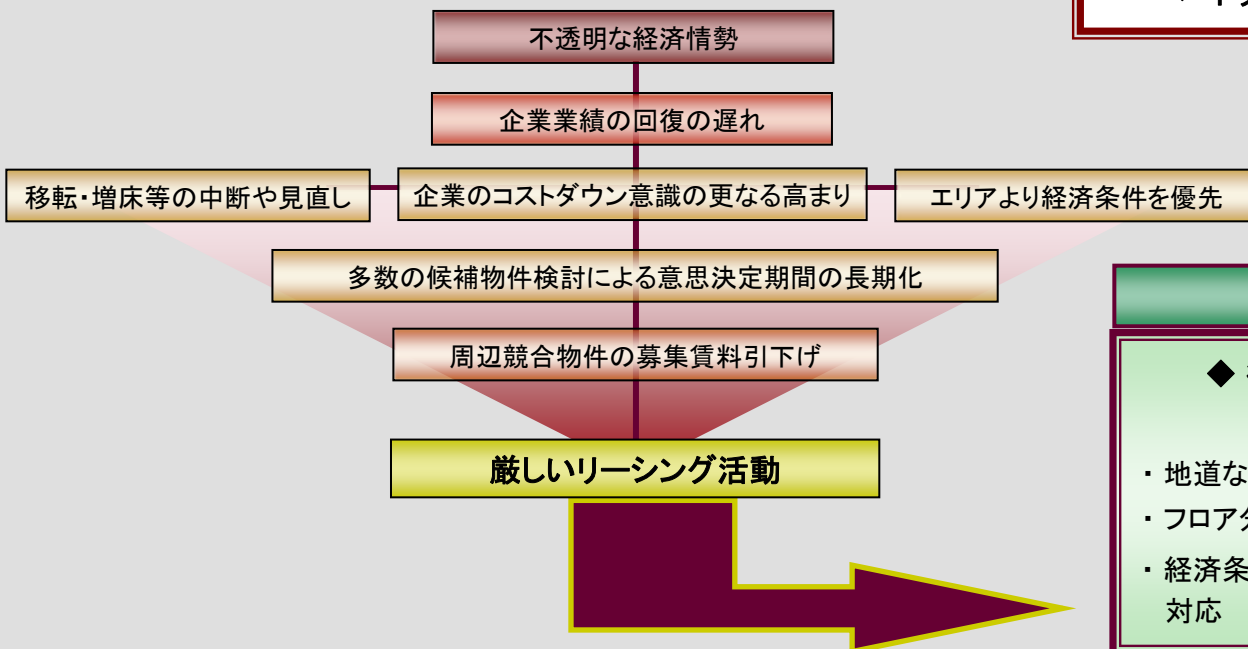 不透明な経済情勢
企業業績の回復の遅れ
移転・増床等の中断や見直し
企業のコストダウン意識の更なる高まり
エリアより経済条件を優先
多数の候補物件検討による意思決定期間の長期化
周辺競合物件の募集賃料引下げ
厳しいリーシング活動
◆
・ 地道な
・ フロア
・ 経済条
対応